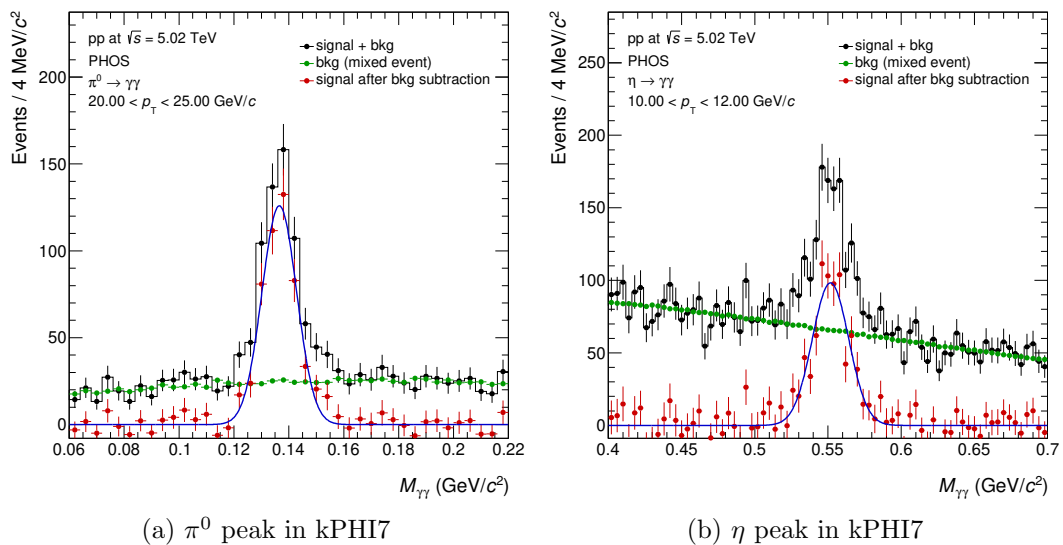 Events / 4 MeV/c²
200
150
100
50
0
pp at √s = 5.02 TeV
PHOS
π⁰ → γγ
20.00 < p_T < 25.00 GeV/c
signal + bkg
bkg (mixed event)
signal after bkg subtraction
0.06 0.08 0.1 0.12 0.14 0.16 0.18 0.2 0.22
M_γγ (GeV/c²)
(a) π⁰ peak in kPHI7
Events / 4 MeV/c²
250
200
150
100
50
0
pp at √s = 5.02 TeV
PHOS
η → γγ
10.00 < p_T < 12.00 GeV/c
signal + bkg
bkg (mixed event)
signal after bkg subtraction
0.4 0.45 0.5 0.55 0.6 0.65 0.7
M_γγ (GeV/c²)
(b) η peak in kPHI7